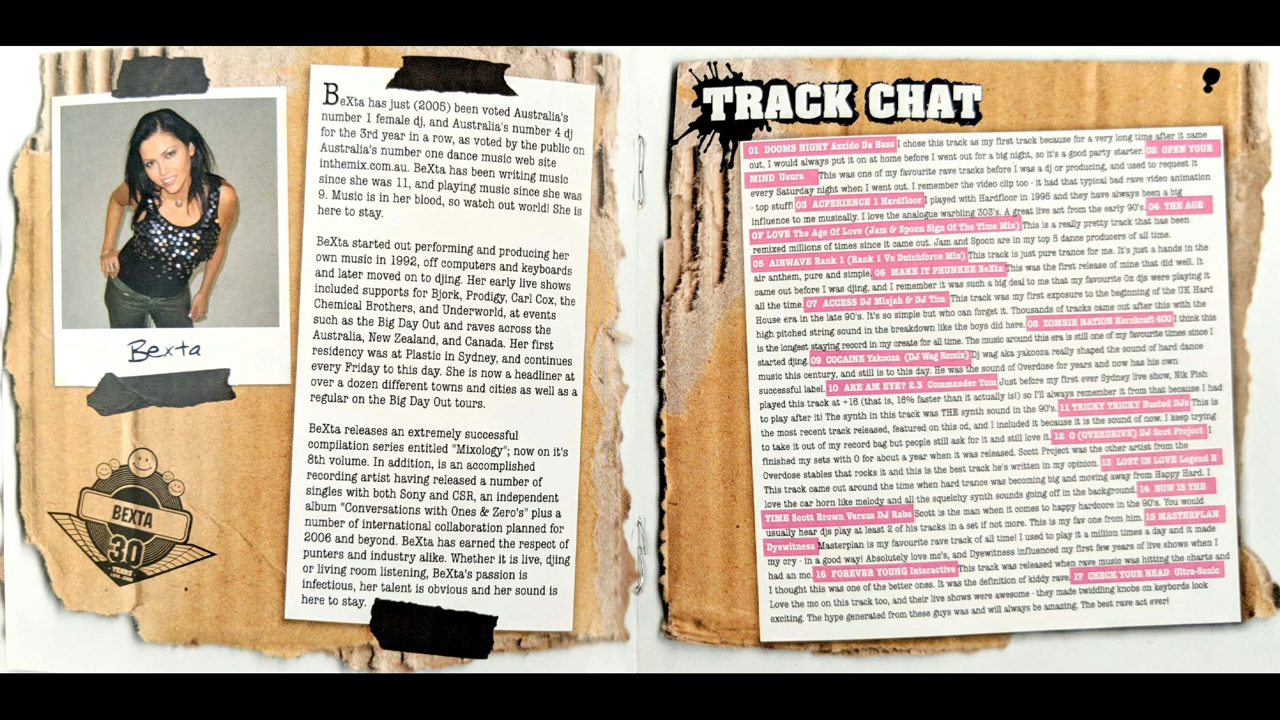 Bexta
BEXTA
30
YEARS
BeXta has just (2005) been voted Australia's
number 1 female dj, and Australia's number 4 dj
for the 3rd year in a row, as voted by the public on
Australia's number one dance music web site
inthemix.com.au. BeXta has been writing music
since she was 11, and playing music since she was
9. Music is in her blood, so watch out world! She is
here to stay.
BeXta started out performing and producing her
own music in 1992, off computers and keyboards
and later moved on to djing. Her early live shows
included supports for Bjork, Prodigy, Carl Cox, the
Chemical Brothers, and Underworld, at events
such as the Big Day Out and raves across the
Australia, New Zealand, and Canada. Her first
residency was at Plastic in Sydney, and continues
every Friday to this day. She is now a headliner at
over a dozen different towns and cities as well as a
regular on the Big Day Out tours.
BeXta releases an extremely successful
compilation series entitled "Mixology"; now on it's
8th volume. In addition, is an accomplished
recording artist having released a number of
singles with both Sony and CSR, an independent
album "Conversations with One's & Zero's" plus a
number of international collaboration planned for
2006 and beyond. BeXta has earned the respect of
punters and industry alike. Whether it is live, djing
or living room listening, BeXta's passion is
infectious, her talent is obvious and her sound is
here to stay.
TRACK CHAT
01 DOOMS NIGHT Azzido Da Bass I chose this track as my first track because for a very long time after it came
out, I would always put it on at home before I went out for a big night, so it's a good party starter. 02 OPEN YOUR
MIND Usura This was one of my favourite rave tracks before I was a dj or producing, and used to request it
every Saturday night when I went out. I remember the video clip too - it had that typical bad rave video animation
- top stuff! 03 ACPERIENCE 1 Hardfloor I played with Hardfloor in 1995 and they have always been a big
influence to me musically. I love the analogue warbling 303's. A great live act from the early 90's. 04 THE AGE
OF LOVE The Age Of Love (Jam & Spoon Sign Of The Time Mix) This is a really pretty track that has been
remixed millions of times since it came out. Jam and Spoon are in my top 5 dance producers of all time.
05 AIRWAVE Rank 1 (Rank 1 Vs Dutchforce Mix) This track is just pure trance for me. It's just a hands in the
air anthem, pure and simple. 06 MAKE IT PHUNKEE BeXta This was the first release of mine that did well. It
came out before I was djing, and I remember it was such a big deal to me that my favourite Oz djs were playing it
all the time. 07 ACCESS DJ Misjah & DJ Tim This track was my first exposure to the beginning of the UK Hard
House era in the late 90's. It's so simple but who can forget it. Thousands of tracks came out after this with the
high pitched string sound in the breakdown like the boys did here. 08 ZOMBIE NATION Kernkraft 400 I think this
is the longest staying record in my create for all time. The music around this era is still one of my favourite times since I
started djing. 09 COCAINE Yakooza (DJ Wag Remix) Dj wag aka yakooza really shaped the sound of hard dance
music this century, and still is to this day. He was the sound of Overdose for years and now has his own
successful label. 10 ARE AM EYE? 2.3 Commander Tom Just before my first ever Sydney live show, Nik Fish
played this track at +16 (that is, 16% faster than it actually is!) so I'll always remember it from that because I had
to play after it! The synth in this track was THE synth sound in the 90's. 11 TRICKY TRICKY Busted DJs This is
the most recent track released, featured on this cd, and I included it because it is the sound of now. I keep trying
to take it out of my record bag but people still ask for it and still love it. 12 O (OVERDRIVE) DJ Scot Project I
finished my sets with O for about a year when it was released. Scott Project was the other artist from the
Overdose stables that rocks it and this is the best track he's written in my opinion. 13 LOST IN LOVE Legend B
This track came out around the time when hard trance was becoming big and moving away from Happy Hard. I
love the car horn like melody and all the squelchy synth sounds going off in the background. 14 NOW IS THE
TIME Scott Brown Versus DJ Rabs Scott is the man when it comes to happy hardcore in the 90's. You would
usually hear djs play at least 2 of his tracks in a set if not more. This is my fav one from him. 15 MASTERPLAN
Dyewitness Masterplan is my favourite rave track of all time! I used to play it a million times a day and it made
my cry - in a good way! Absolutely love mc's, and Dyewitness influenced my first few years of live shows when I
had an mc. 16 FOREVER YOUNG Interactive This track was released when rave music was hitting the charts and
I thought this was one of the better ones. It was the definition of kiddy rave. 17 CHECK YOUR HEAD Ultra-Sonic
Love the mc on this track too, and their live shows were awesome - they made twiddling knobs on keybords look
exciting. The hype generated from these guys was and will always be amazing. The best rave act ever!